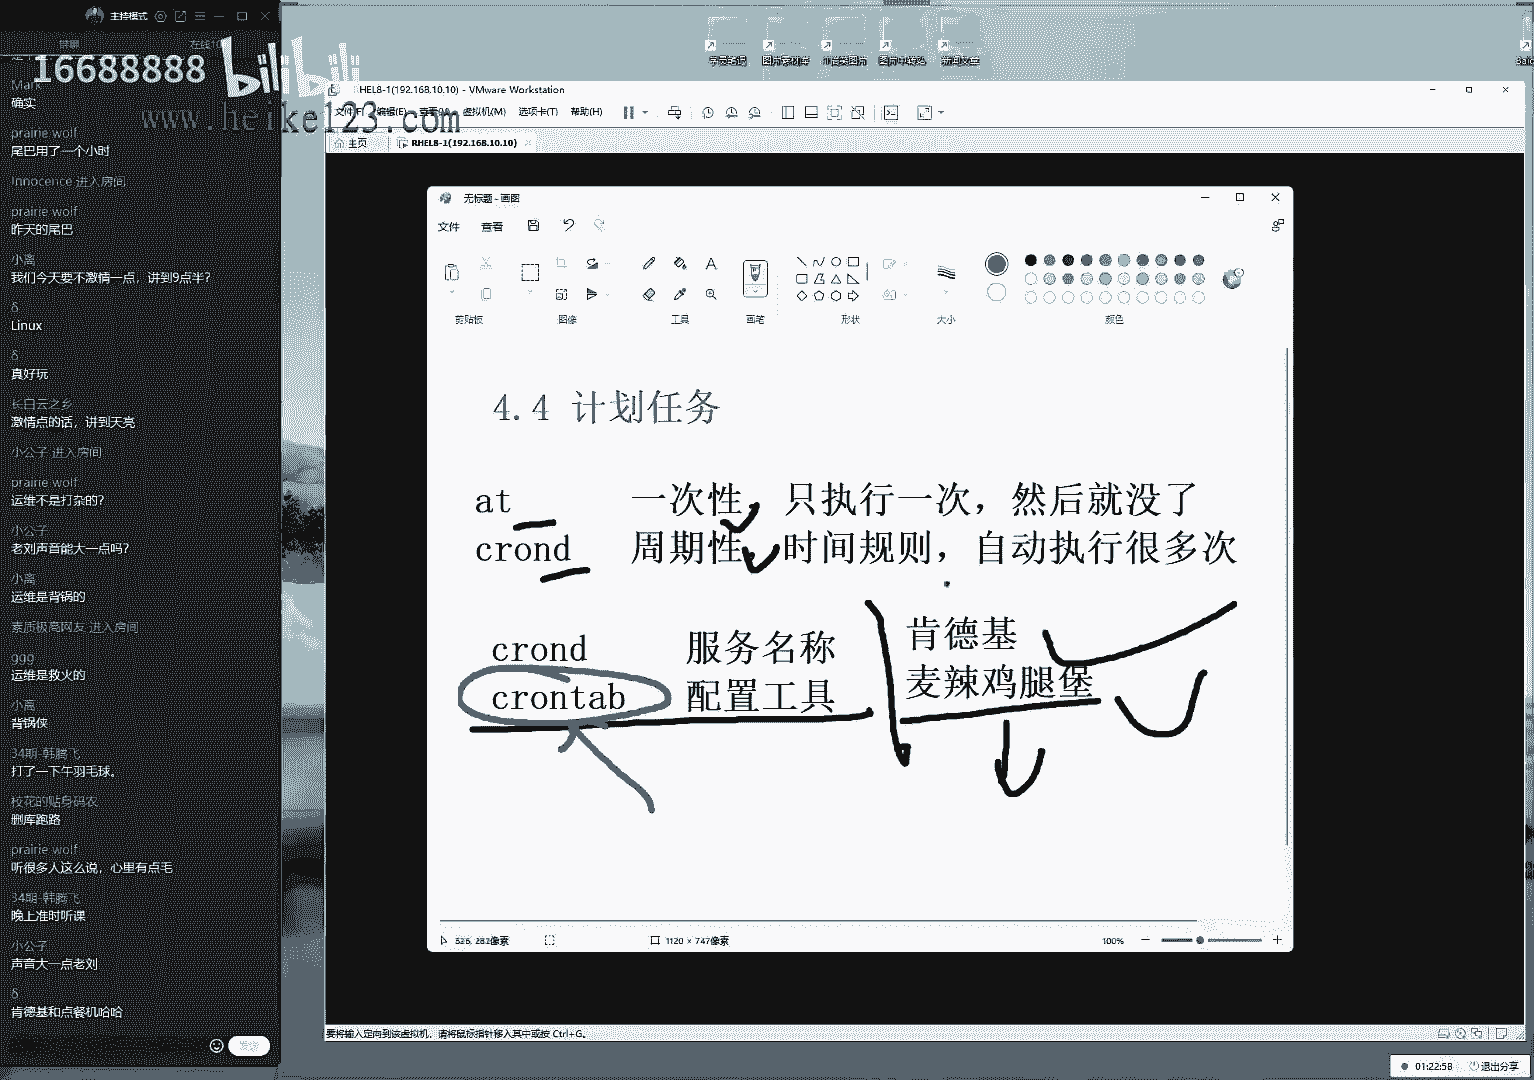 主持模式
禁聊
16688888
bilibili
www.heike123.com
Mark
确实
prairie wolf
尾巴用了一个小时
Innocence 进入房间
prairie wolf
昨天的尾巴
小离
我们今天要不激情一点，讲到9点半？
δ
Linux
δ
真好玩
长白云之乡
激情点的话，讲到天亮
小公子 进入房间
prairie wolf
运维不是打杂的？
小公子
老刘声音能大一点吗？
小离
运维是背锅的
素质极高网友 进入房间
ggg
运维是救火的
小离
背锅侠
34期-韩腾飞
打了一下午羽毛球。
校花的贴身码农
删库跑路
prairie wolf
听很多人这么说，心里有点毛
34期-韩腾飞
晚上准时听课
小公子
声音大一点老刘
δ
肯德基和点餐机哈哈
发送
RHEL8-1(192.168.10.10) - VMware Workstation
文件(F) 编辑(E) 查看(V) 虚拟机(M) 选项卡(T) 帮助(H)
主页 RHEL8-1(192.168.10.10)
无标题 - 画图
文件 查看
剪贴板 图像 工具 画笔 形状 大小 颜色
4.4 计划任务
at 一次性，只执行一次，然后就没了
crond 周期性，时间规则，自动执行很多次
crond 服务名称 肯德基
crontab 配置工具 麦辣鸡腿堡
1120 × 747像素 100%
要将输入定向到该虚拟机，请将鼠标指针移入其中或按 Ctrl+G。
01:22:58 退出分享